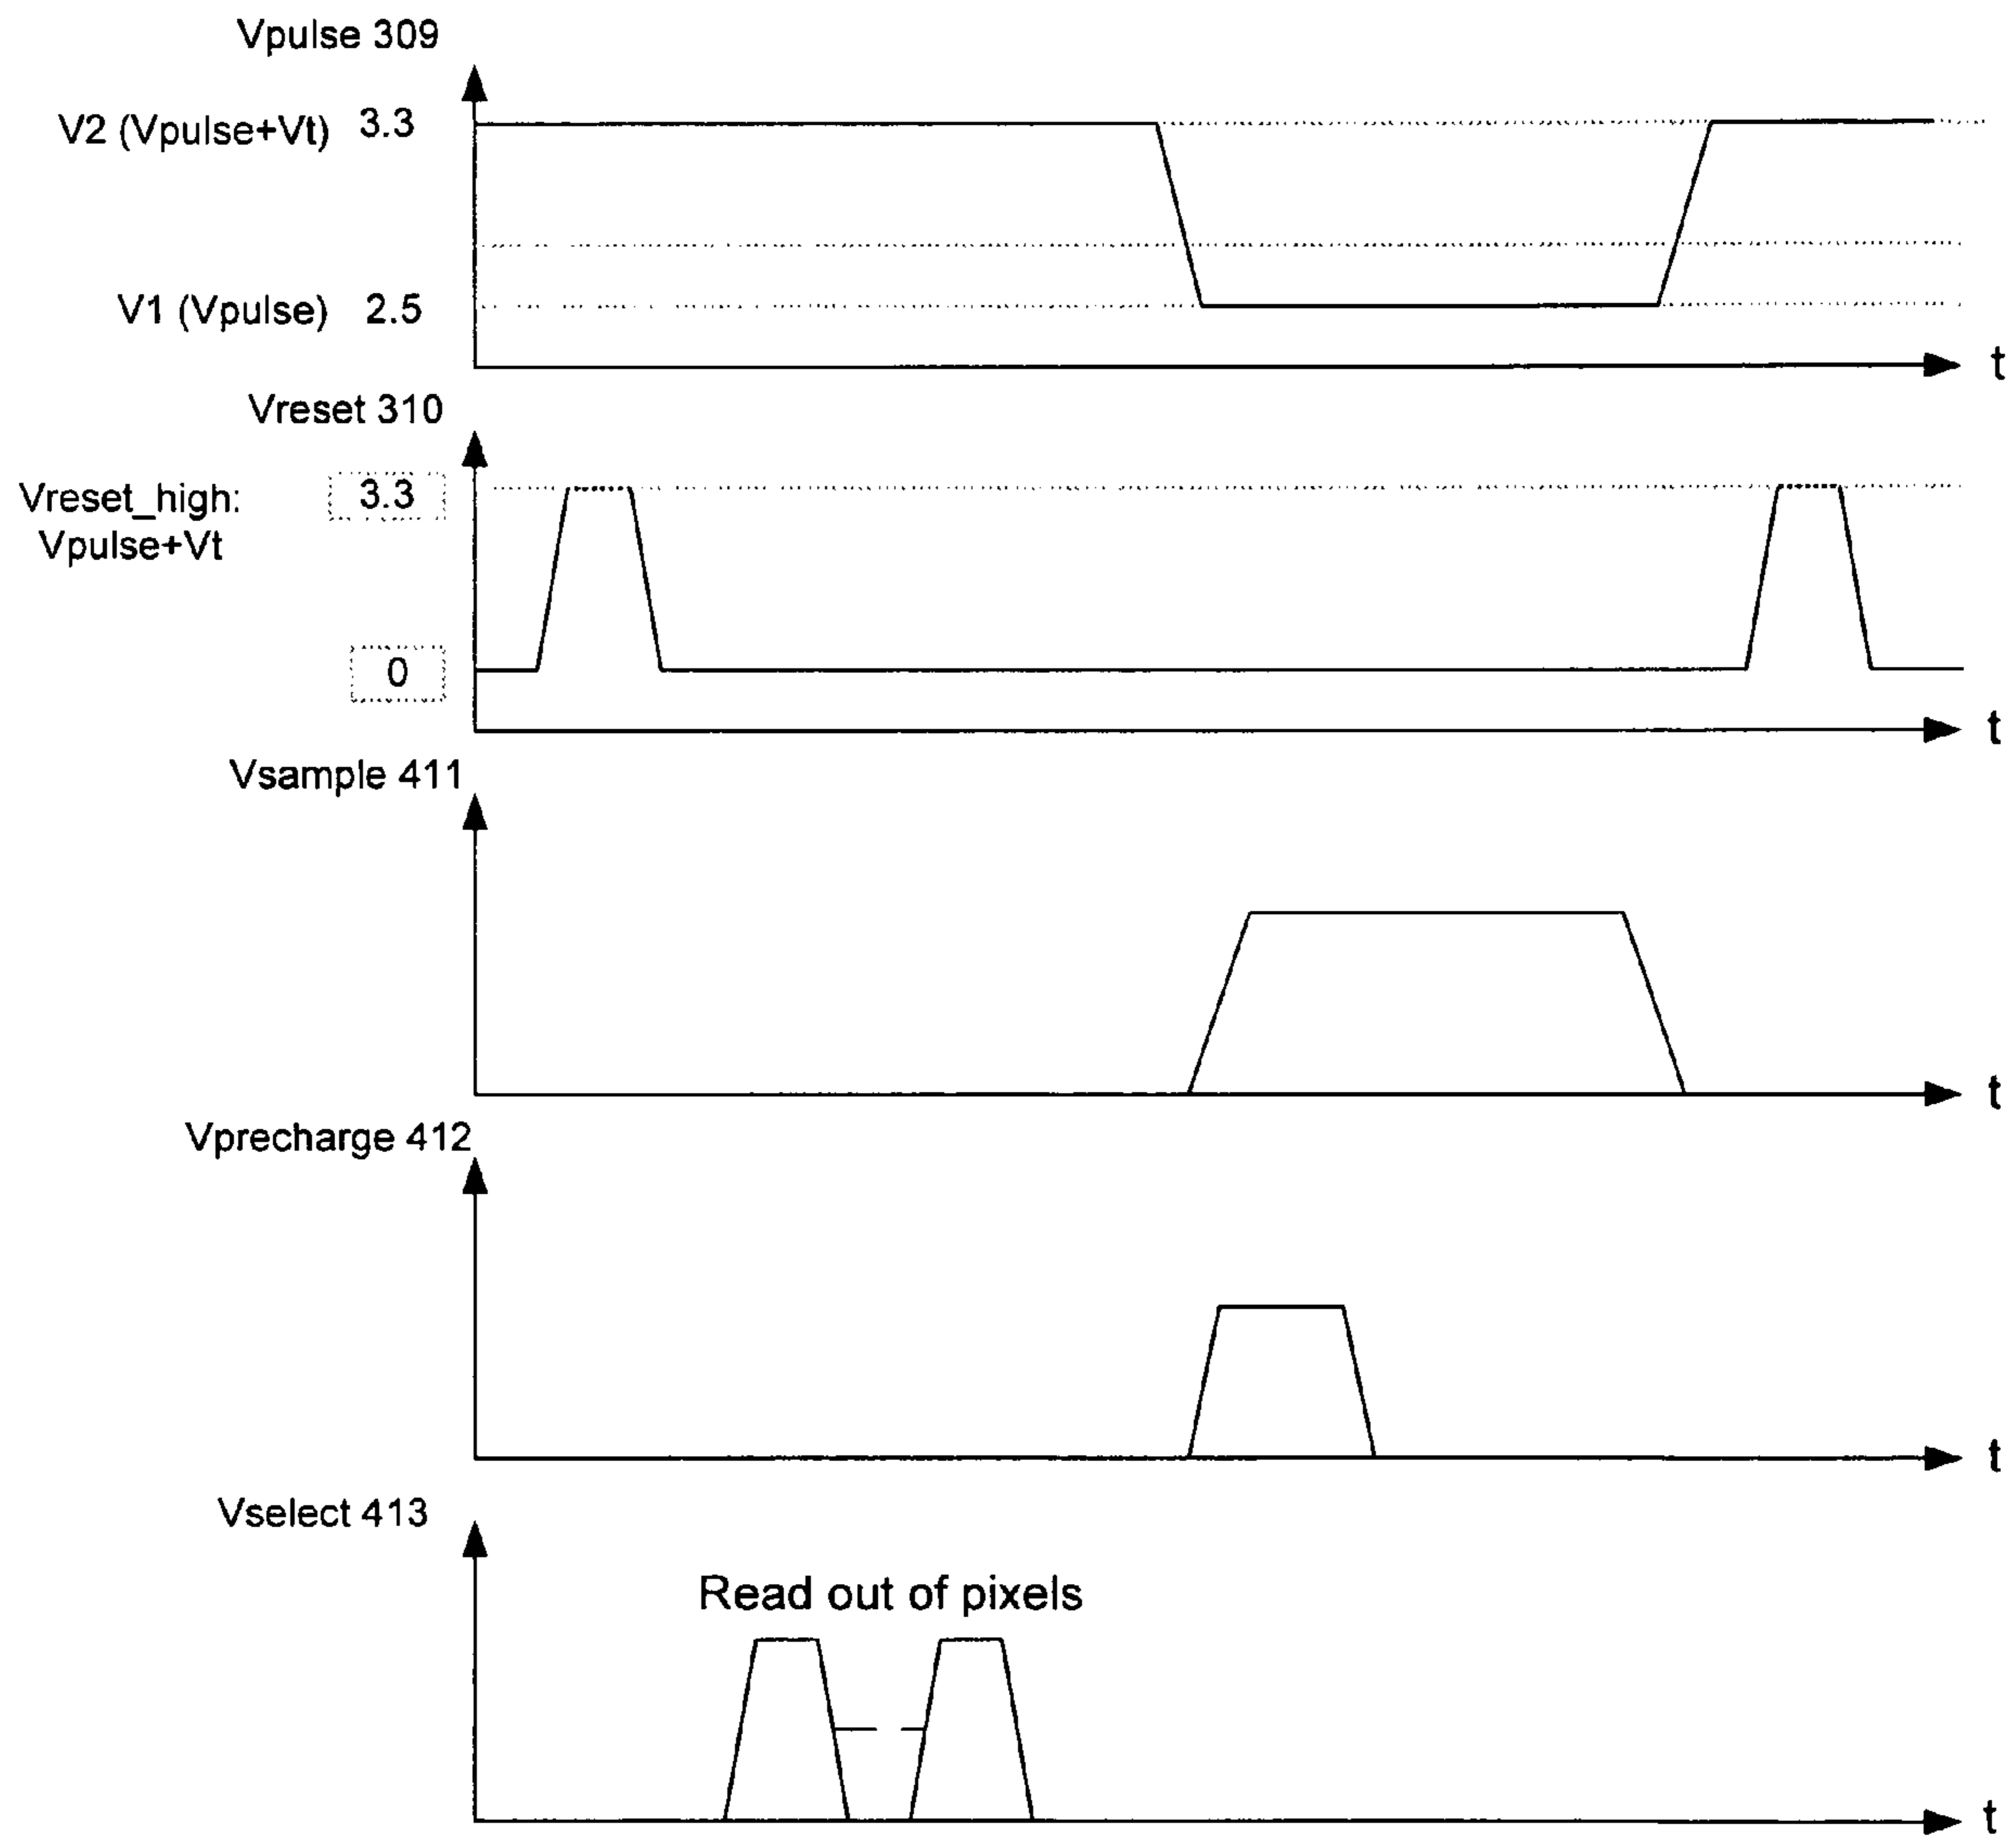 Vpulse 309
V2 (Vpulse+Vt) 3.3
V1 (Vpulse) 2.5
t
Vreset 310
Vreset_high: 3.3
Vpulse+Vt
0
t
Vsample 411
t
Vprecharge 412
t
Vselect 413
Read out of pixels
t